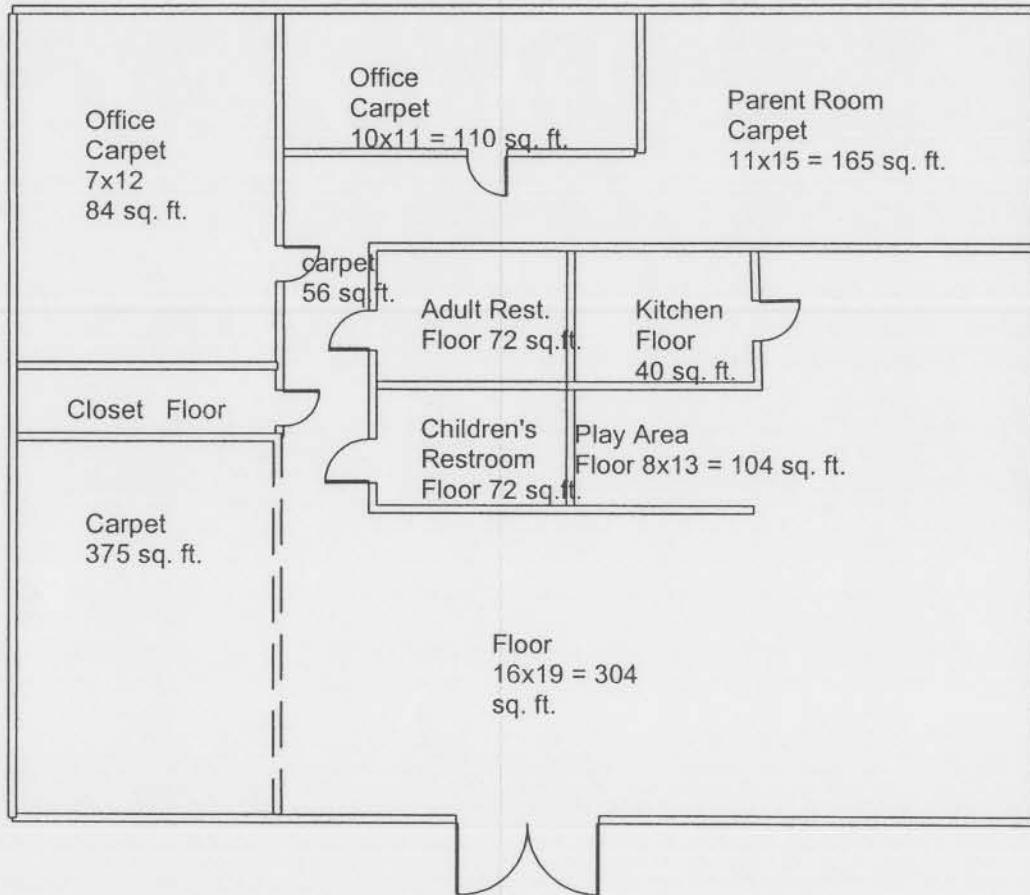 Office
Carpet
7x12
84 sq. ft.
Office
Carpet
10x11 = 110 sq. ft.
Parent Room
Carpet
11x15 = 165 sq. ft.
carpet
56 sq ft.
Adult Rest.
Floor 72 sq.ft.
Kitchen
Floor
40 sq. ft.
Closet Floor
Children's
Restroom
Floor 72 sq.ft.
Play Area
Floor 8x13 = 104 sq. ft.
Carpet
375 sq. ft.
Floor
16x19 = 304
sq. ft.